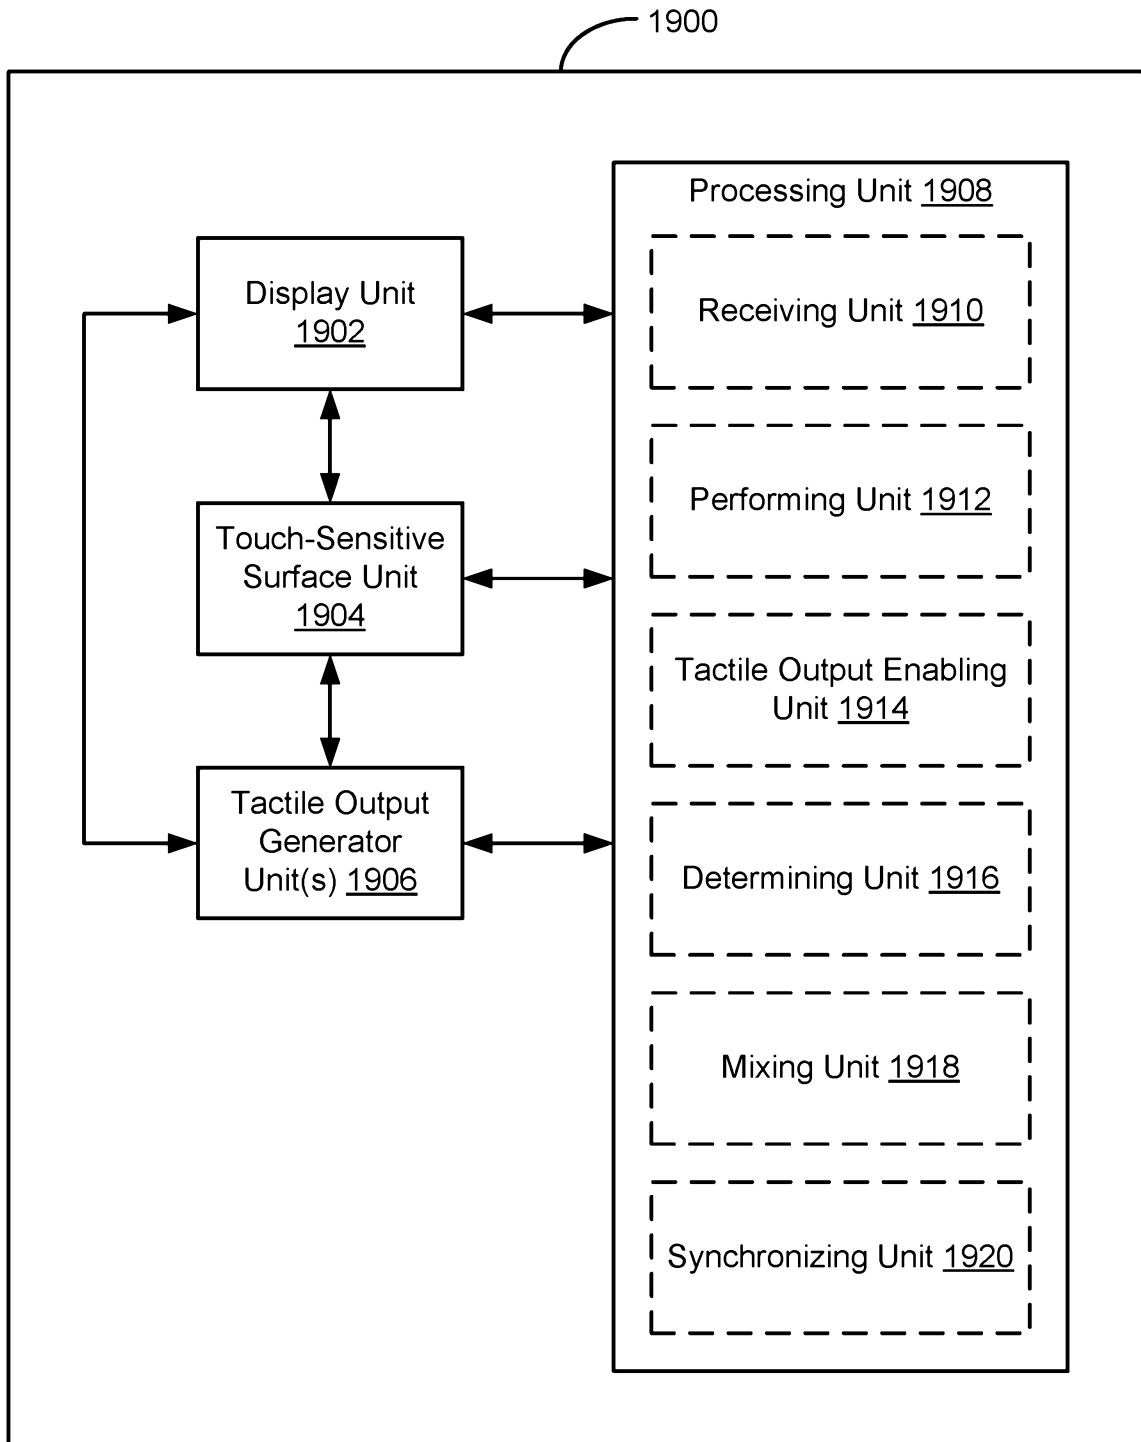 1900
Processing Unit 1908
Display Unit
1902
Touch-Sensitive
Surface Unit
1904
Tactile Output
Generator
Unit(s) 1906
Receiving Unit 1910
Performing Unit 1912
Tactile Output Enabling
Unit 1914
Determining Unit 1916
Mixing Unit 1918
Synchronizing Unit 1920